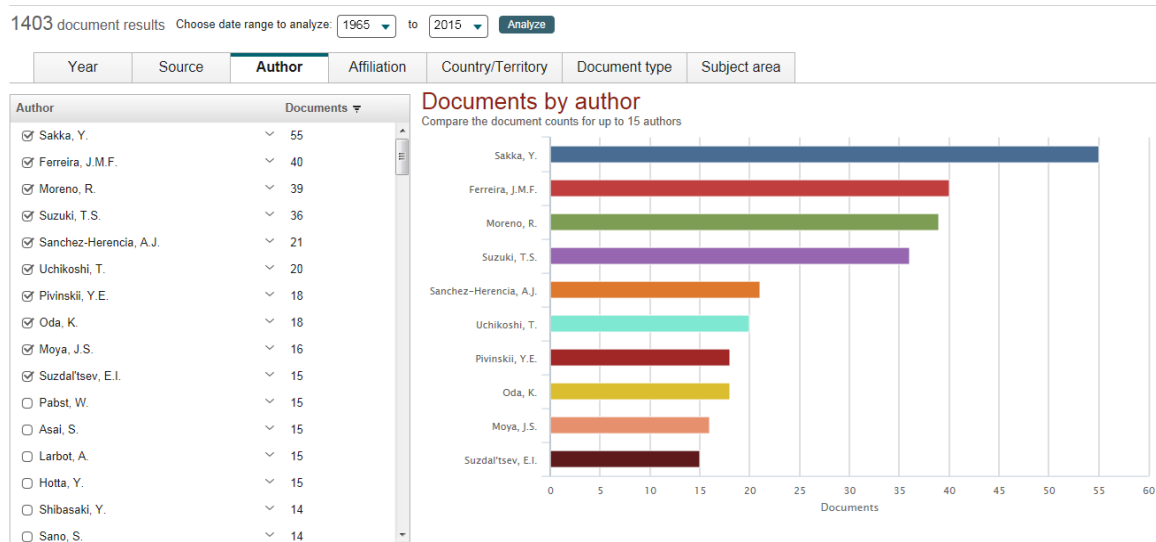 1403 document results Choose date range to analyze: 1965 to 2015 Analyze
Year Source Author Affiliation Country/Territory Document type Subject area
Author Documents
Sakka, Y. 55
Ferreira, J.M.F. 40
Moreno, R. 39
Suzuki, T.S. 36
Sanchez-Herencia, A.J. 21
Uchikoshi, T. 20
Pivinskii, Y.E. 18
Oda, K. 18
Moya, J.S. 16
Suzdal'tsev, E.I. 15
Pabst, W. 15
Asai, S. 15
Larbot, A. 15
Hotta, Y. 15
Shibasaki, Y. 14
Sano, S. 14
Documents by author
Compare the document counts for up to 15 authors
Sakka, Y.
Ferreira, J.M.F.
Moreno, R.
Suzuki, T.S.
Sanchez-Herencia, A.J.
Uchikoshi, T.
Pivinskii, Y.E.
Oda, K.
Moya, J.S.
Suzdal'tsev, E.I.
0 5 10 15 20 25 30 35 40 45 50 55 60
Documents